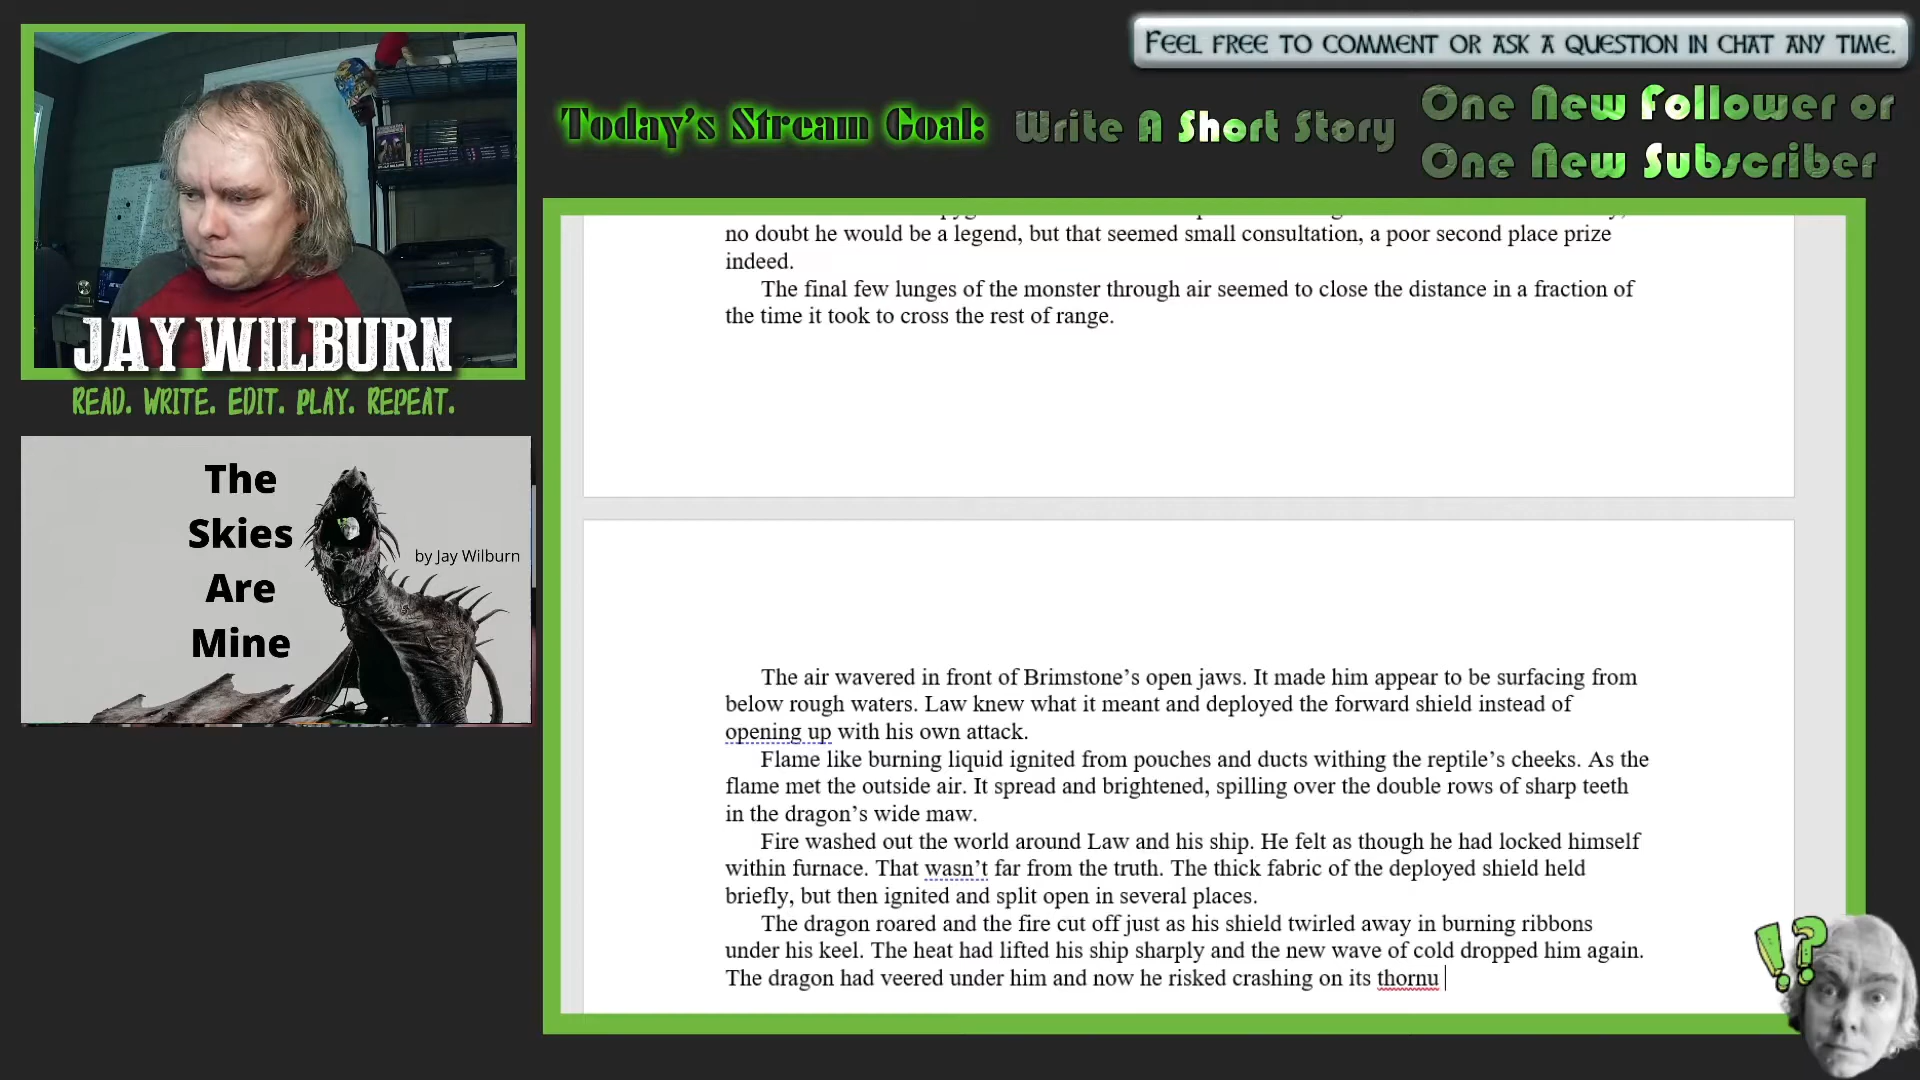 FEEL FREE TO COMMENT OR ASK A QUESTION IN CHAT ANY TIME.
Today's Stream Goal:
Write A Short Story
One New Follower or
One New Subscriber
JAY WILBURN
READ. WRITE. EDIT. PLAY. REPEAT.
The
Skies
Are
Mine
by Jay Wilburn
no doubt he would be a legend, but that seemed small consultation, a poor second place prize
indeed.
The final few lunges of the monster through air seemed to close the distance in a fraction of
the time it took to cross the rest of range.
The air wavered in front of Brimstone’s open jaws. It made him appear to be surfacing from
below rough waters. Law knew what it meant and deployed the forward shield instead of
opening up with his own attack.
Flame like burning liquid ignited from pouches and ducts withing the reptile’s cheeks. As the
flame met the outside air. It spread and brightened, spilling over the double rows of sharp teeth
in the dragon’s wide maw.
Fire washed out the world around Law and his ship. He felt as though he had locked himself
within furnace. That wasn’t far from the truth. The thick fabric of the deployed shield held
briefly, but then ignited and split open in several places.
The dragon roared and the fire cut off just as his shield twirled away in burning ribbons
under his keel. The heat had lifted his ship sharply and the new wave of cold dropped him again.
The dragon had veered under him and now he risked crashing on its thornu
!?